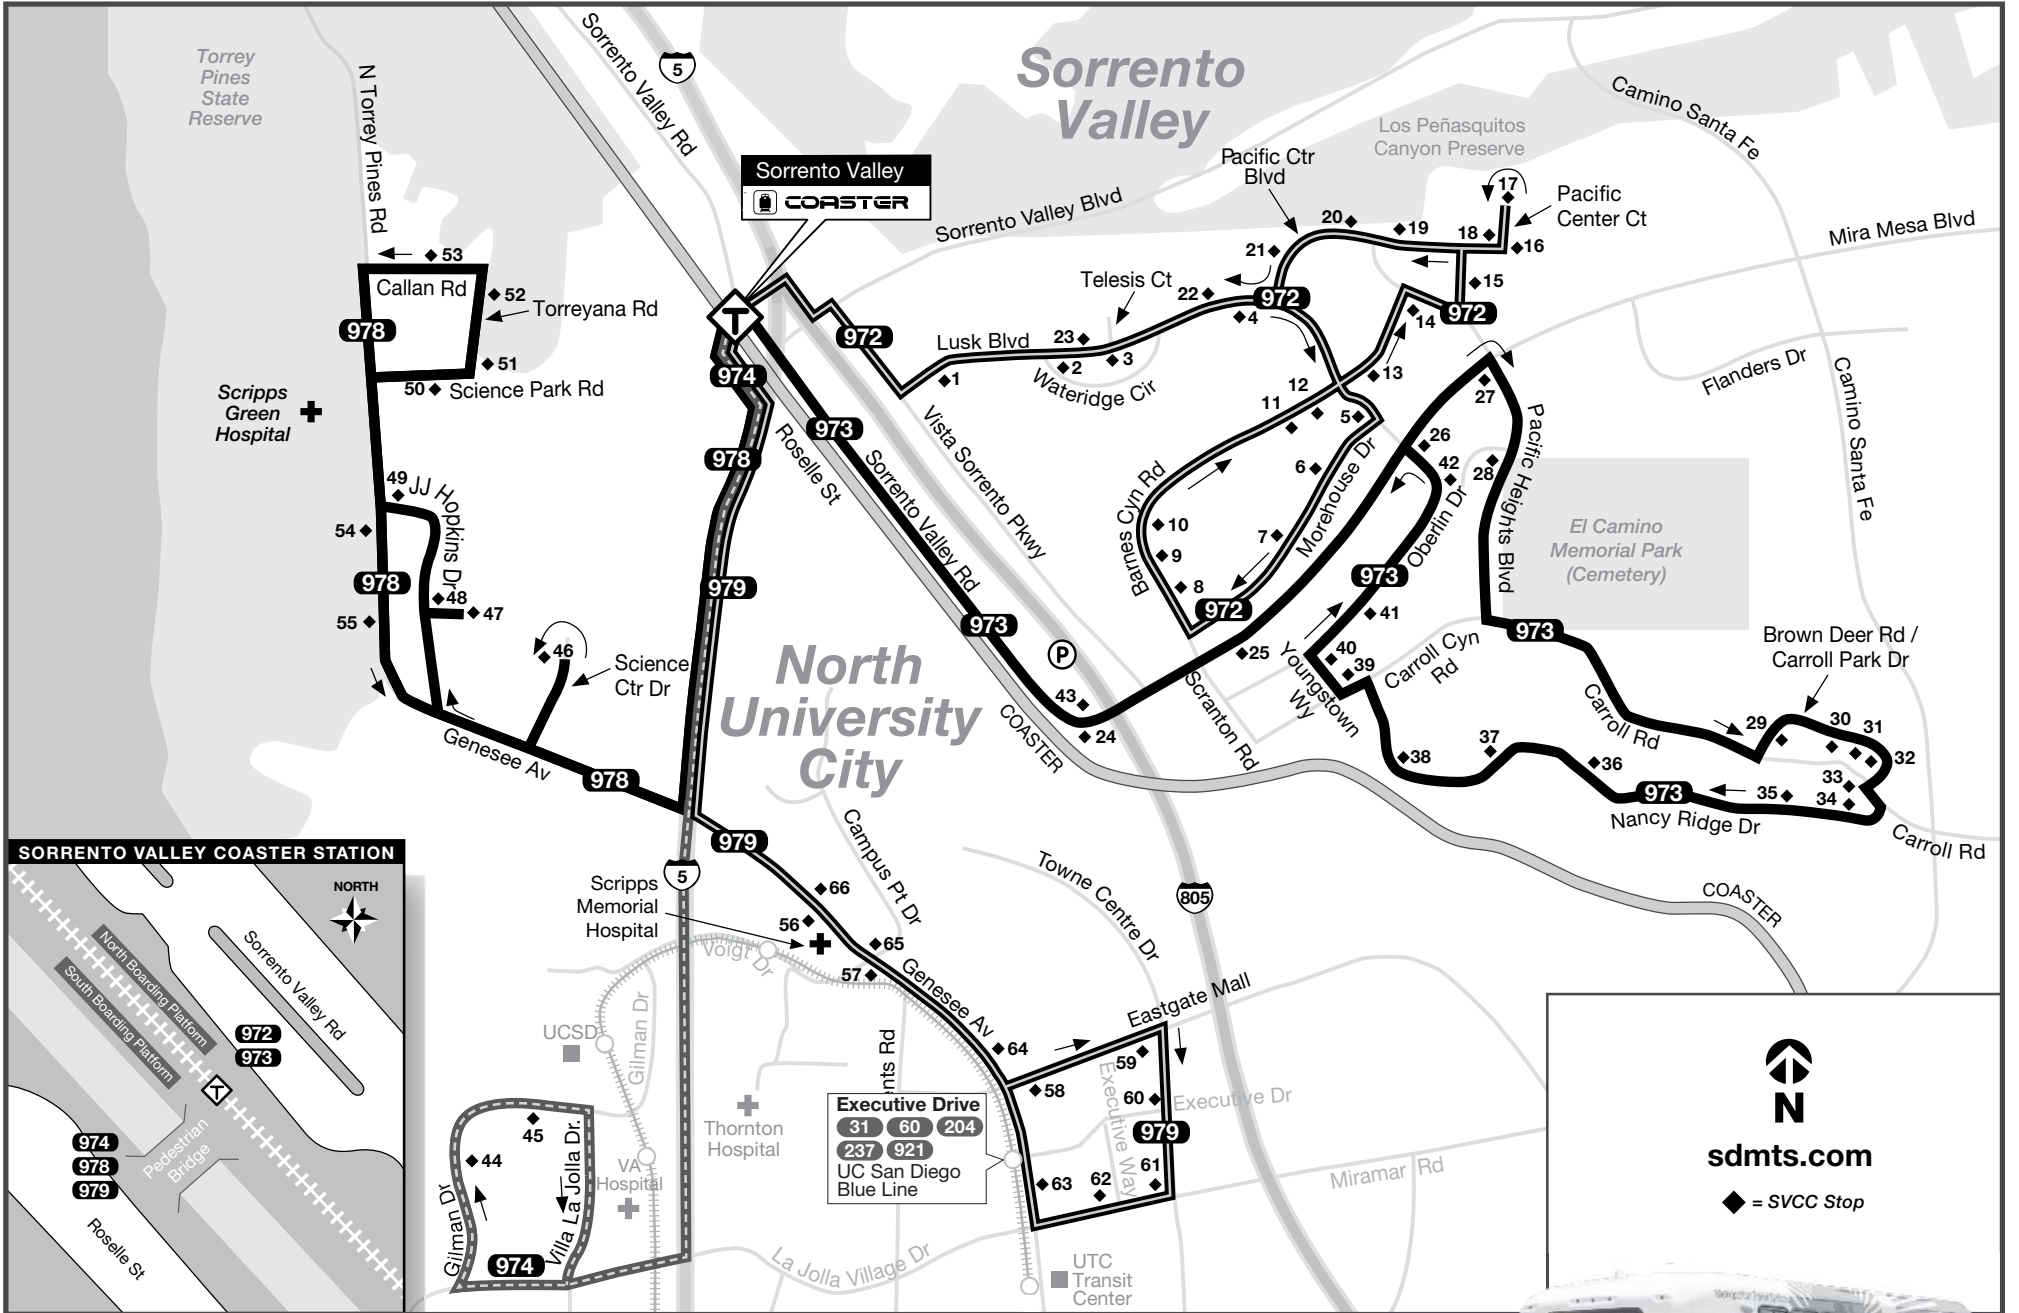 Torrey
Pines
State
Reserve
N Torrey Pines Rd
Sorrento Valley Rd
5
Sorrento
Valley
Los Peñasquitos
Canyon Preserve
Camino Santa Fe
Sorrento Valley
COASTER
Sorrento Valley Blvd
Pacific Ctr
Blvd
17
Pacific
Center Ct
Mira Mesa Blvd
20
19
18
16
21
15
53
Callan Rd
52
Torreyana Rd
978
51
50
Science Park Rd
Scripps
Green
Hospital
T
972
Telesis Ct
22
972
4
14
972
Lusk Blvd
23
1
2
3
Wateridge Cir
12
13
11
5
27
Flanders Dr
Camino Santa Fe
974
973
978
Roselle St
Sorrento Valley Rd
Vista Sorrento Pkwy
Barnes Cyn Rd
6
Morehouse Dr
26
42
28
Pacific Heights Blvd
Oberlin Dr
10
9
8
7
972
973
41
El Camino
Memorial Park
(Cemetery)
49
JJ Hopkins Dr
54
978
48
47
55
46
Science
Ctr Dr
Genesee Av
978
979
North
University
City
973
P
43
24
COASTER
25
Scranton Rd
Youngstown
Wy
40
39
Carroll Cyn
Rd
973
Carroll Rd
Brown Deer Rd /
Carroll Park Dr
29
30
31
32
33
34
35
36
37
38
973
Nancy Ridge Dr
Carroll Rd
COASTER
979
5
Scripps
Memorial
Hospital
66
56
65
57
Campus Pt Dr
Voigt Dr
Genesee Av
Towne Centre Dr
805
Eastgate Mall
UCSD
Gilman Dr
64
58
59
60
Executive Dr
Executive Way
979
61
62
63
Miramar Rd
ents Rd
Executive Drive
31 60 204
237 921
UC San Diego
Blue Line
Thornton
Hospital
VA
Hospital
45
44
Gilman Dr
Villa La Jolla Dr.
974
La Jolla Village Dr
UTC
Transit
Center
SORRENTO VALLEY COASTER STATION
NORTH
Sorrento Valley Rd
North Boarding Platform
South Boarding Platform
972
973
T
974
978
979
Pedestrian
Bridge
Roselle St
N
sdmts.com
= SVCC Stop